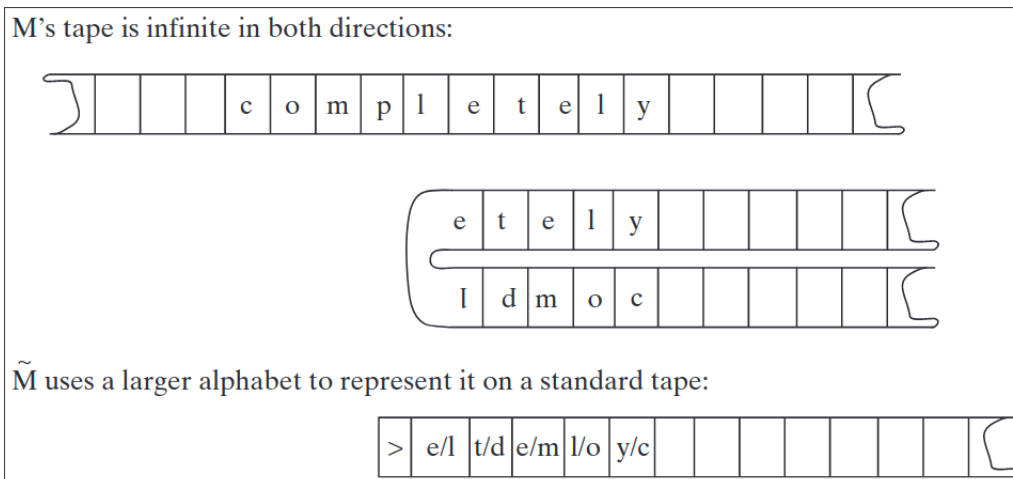 M's tape is infinite in both directions:
c o m p l e t e l y
e t e l y
l d m o c
M̃ uses a larger alphabet to represent it on a standard tape:
> e/l t/d e/m l/o y/c